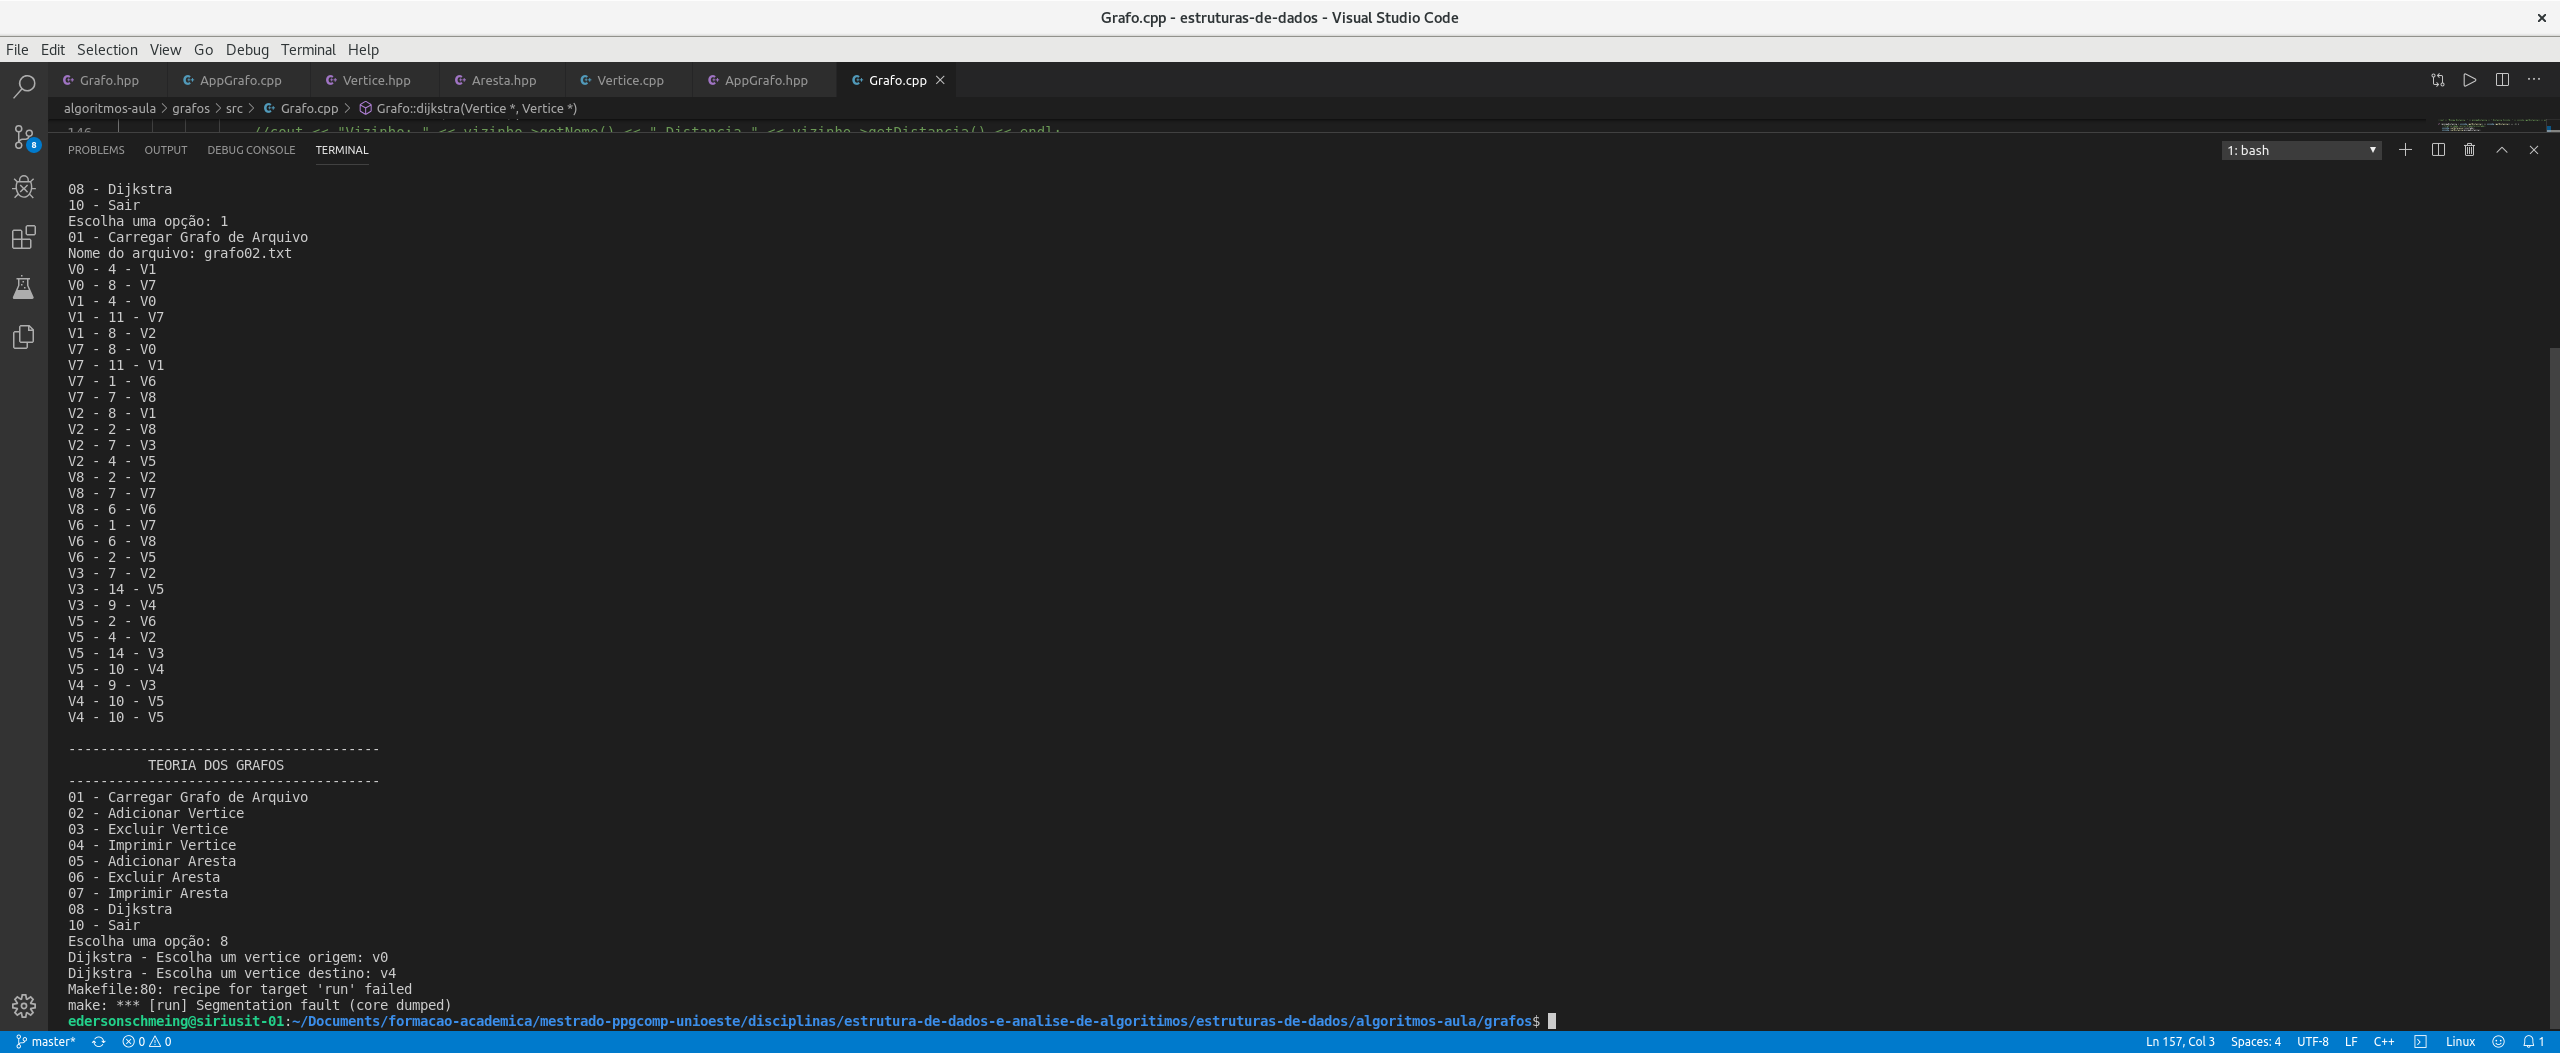 Grafo.cpp - estruturas-de-dados - Visual Studio Code
File Edit Selection View Go Debug Terminal Help
Grafo.hpp AppGrafo.cpp Vertice.hpp Aresta.hpp Vertice.cpp AppGrafo.hpp Grafo.cpp
algoritmos-aula > grafos > src > Grafo.cpp > Grafo::dijkstra(Vertice *, Vertice *)
146 //cout << "Vizinho: " << vizinho->getNome() << " Distancia " << vizinho->getDistancia() << endl;
PROBLEMS OUTPUT DEBUG CONSOLE TERMINAL 1: bash
08 - Dijkstra
10 - Sair
Escolha uma opção: 1
01 - Carregar Grafo de Arquivo
Nome do arquivo: grafo02.txt
V0 - 4 - V1
V0 - 8 - V7
V1 - 4 - V0
V1 - 11 - V7
V1 - 8 - V2
V7 - 8 - V0
V7 - 11 - V1
V7 - 1 - V6
V7 - 7 - V8
V2 - 8 - V1
V2 - 2 - V8
V2 - 7 - V3
V2 - 4 - V5
V8 - 2 - V2
V8 - 7 - V7
V8 - 6 - V6
V6 - 1 - V7
V6 - 6 - V8
V6 - 2 - V5
V3 - 7 - V2
V3 - 14 - V5
V3 - 9 - V4
V5 - 2 - V6
V5 - 4 - V2
V5 - 14 - V3
V5 - 10 - V4
V4 - 9 - V3
V4 - 10 - V5
V4 - 10 - V5
---------------------------------------
TEORIA DOS GRAFOS
---------------------------------------
01 - Carregar Grafo de Arquivo
02 - Adicionar Vertice
03 - Excluir Vertice
04 - Imprimir Vertice
05 - Adicionar Aresta
06 - Excluir Aresta
07 - Imprimir Aresta
08 - Dijkstra
10 - Sair
Escolha uma opção: 8
Dijkstra - Escolha um vertice origem: v0
Dijkstra - Escolha um vertice destino: v4
Makefile:80: recipe for target 'run' failed
make: *** [run] Segmentation fault (core dumped)
edersonschmeing@siriusit-01:~/Documents/formacao-academica/mestrado-ppgcomp-unioeste/disciplinas/estrutura-de-dados-e-analise-de-algoritimos/estruturas-de-dados/algoritmos-aula/grafos$
8
master* 0 0 Ln 157, Col 3 Spaces: 4 UTF-8 LF C++ Linux 1